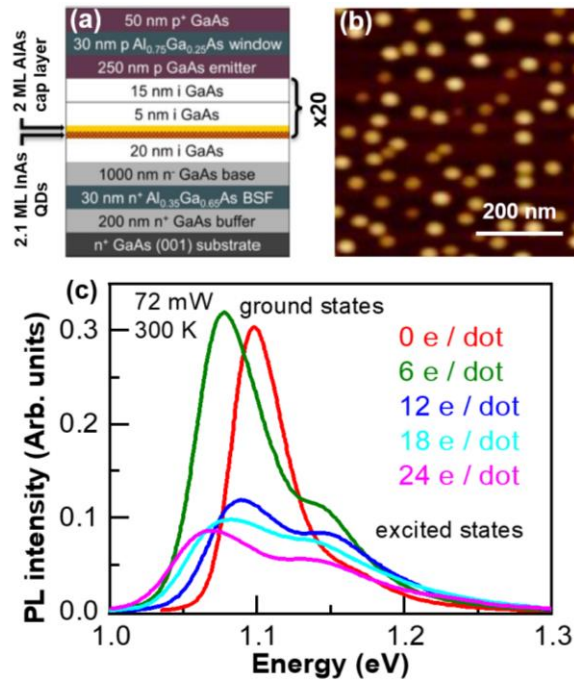 (a)
50 nm p⁺ GaAs
30 nm p Al₀.₇₅Ga₀.₂₅As window
250 nm p GaAs emitter
15 nm i GaAs
5 nm i GaAs
20 nm i GaAs
1000 nm n⁻ GaAs base
30 nm n⁺ Al₀.₃₅Ga₀.₆₅As BSF
200 nm n⁺ GaAs buffer
n⁺ GaAs (001) substrate
2 ML AlAs
cap layer
2.1 ML InAs
QDs
x20
(b)
200 nm
(c)
72 mW
300 K
ground states
0 e / dot
6 e / dot
12 e / dot
18 e / dot
24 e / dot
excited states
PL intensity (Arb. units)
0.3
0.2
0.1
0.0
1.0 1.1 1.2 1.3
Energy (eV)